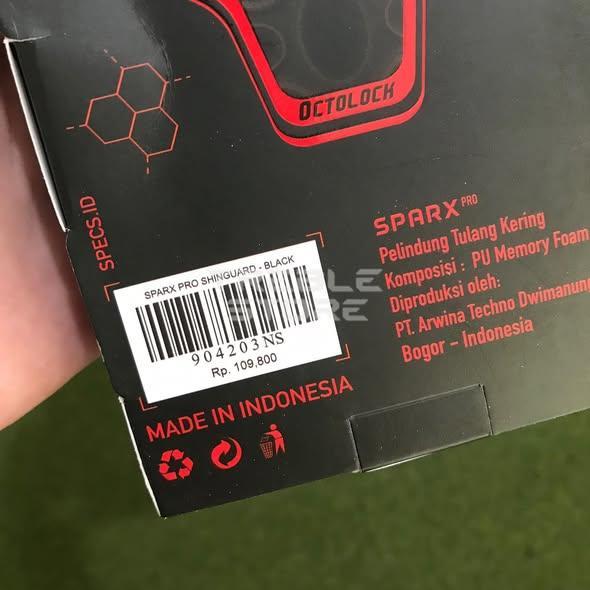 OCTOLOCK
SPECS.ID
SPARX PRO
Pelindung Tulang Kering
Komposisi : PU Memory Foam
Diproduksi oleh:
PT. Arwina Techno Dwimanung
Bogor – Indonesia
SPARX PRO SHINGUARD - BLACK
904203NS
Rp. 109,800
MADE IN INDONESIA